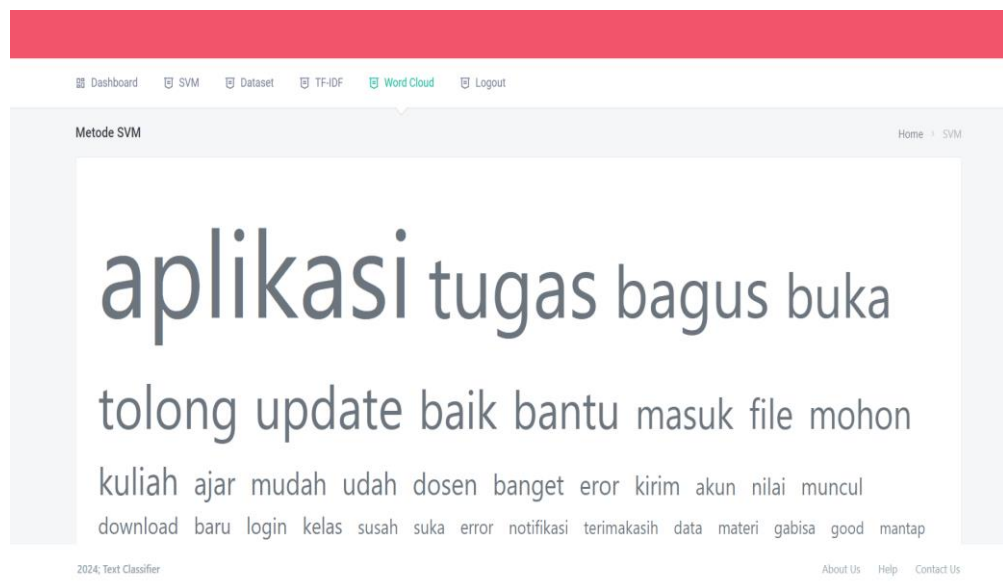 Dashboard SVM Dataset TF-IDF Word Cloud Logout
Metode SVM Home SVM
aplikasi tugas bagus buka
tolong update baik bantu masuk file mohon
kuliah ajar mudah udah dosen banget eror kirim akun nilai muncul
download baru login kelas susah suka error notifikasi terimakasih data materi gabisa good mantap
2024; Text Classifier About Us Help Contact Us